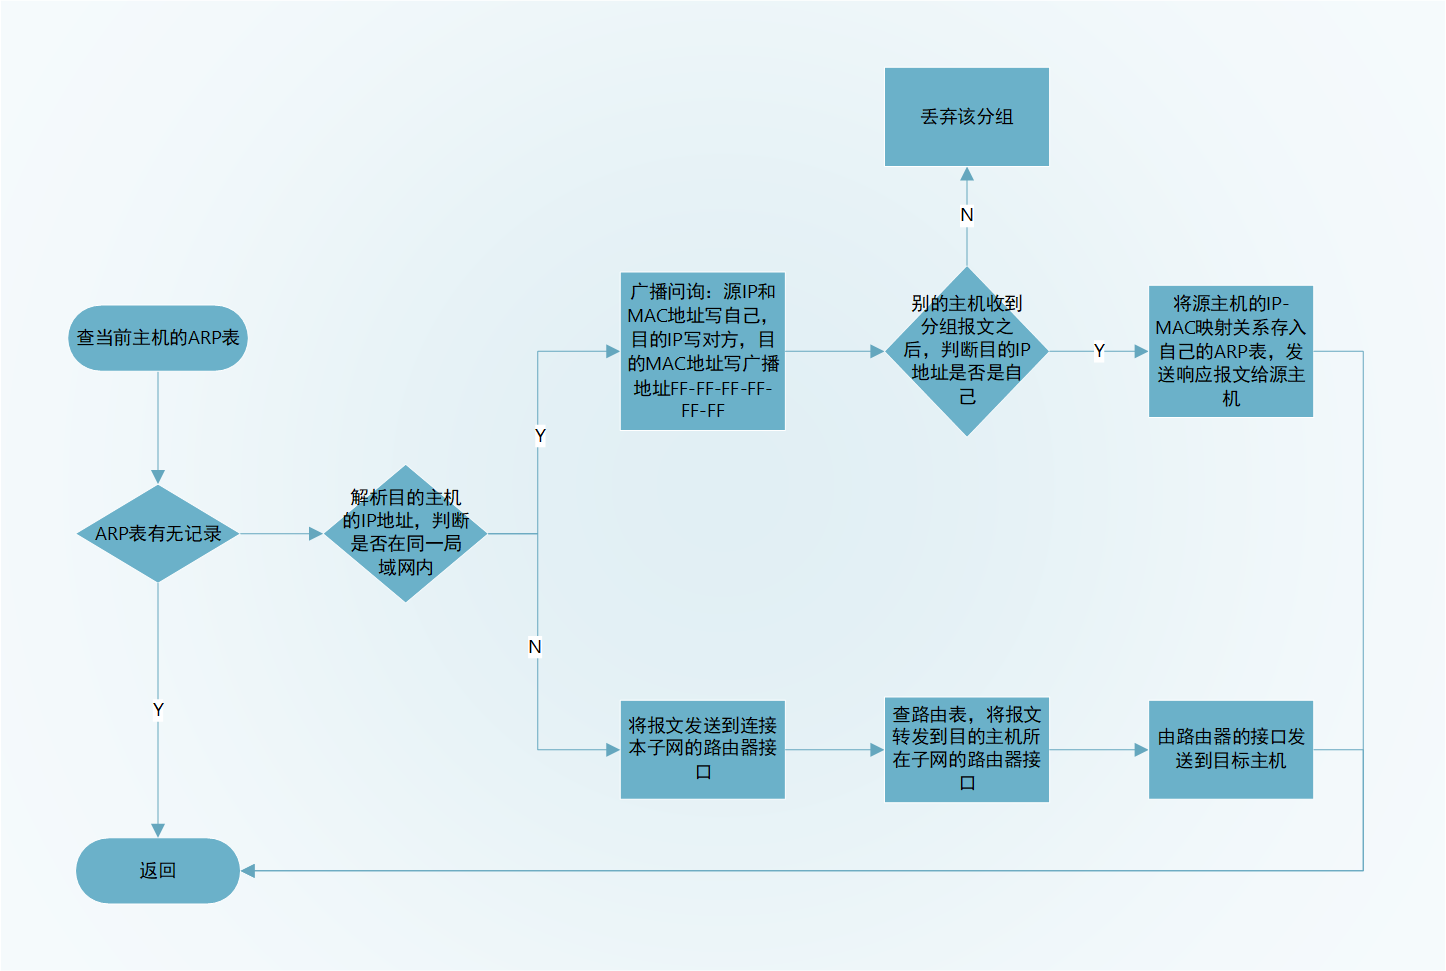 丢弃该分组
N
查当前主机的ARP表
广播问询：源IP和
MAC地址写自己，
目的IP写对方，目
的MAC地址写广播
地址FF-FF-FF-FF-
FF-FF
别的主机收到
分组报文之
后，判断目的IP
地址是否是自
己
Y
将源主机的IP-
MAC映射关系存入
自己的ARP表，发
送响应报文给源主
机
Y
ARP表有无记录
解析目的主机
的IP地址，判断
是否在同一局
域网内
N
将报文发送到连接
本子网的路由器接
口
查路由表，将报文
转发到目的主机所
在子网的路由器接
口
由路由器的接口发
送到目标主机
Y
返回